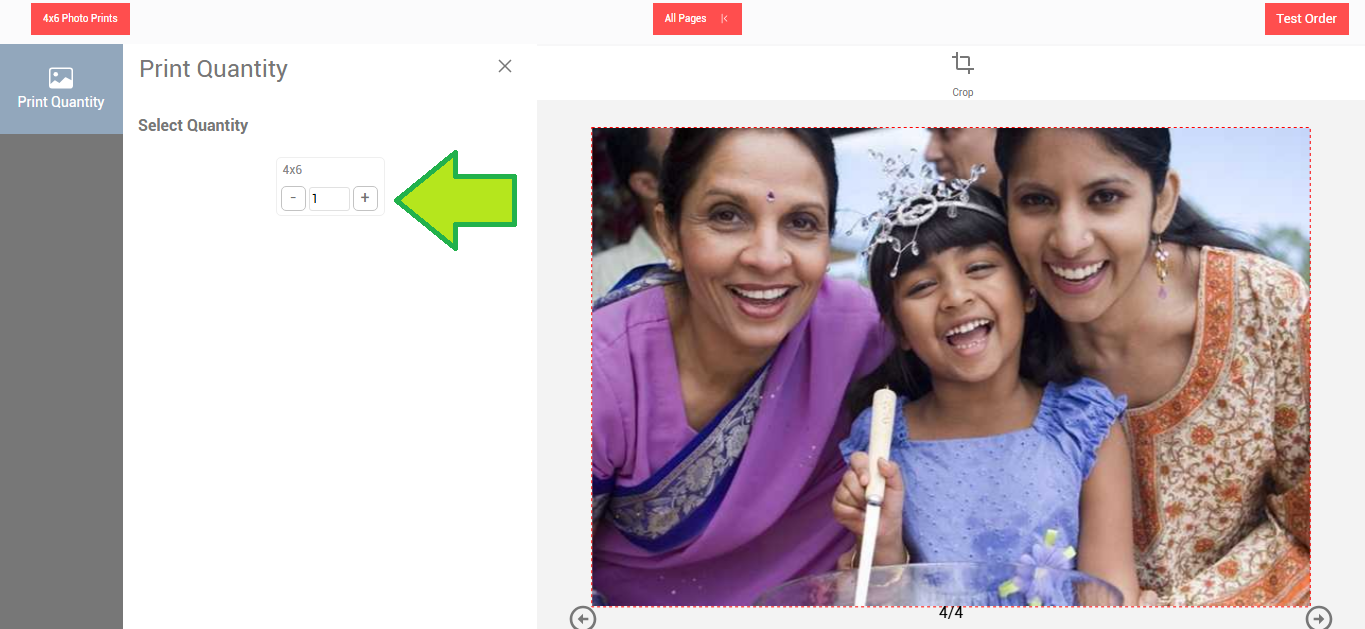 4x6 Photo Prints
All Pages
Test Order
Print Quantity
Print Quantity
Select Quantity
4x6
- 1 +
Crop
4/4